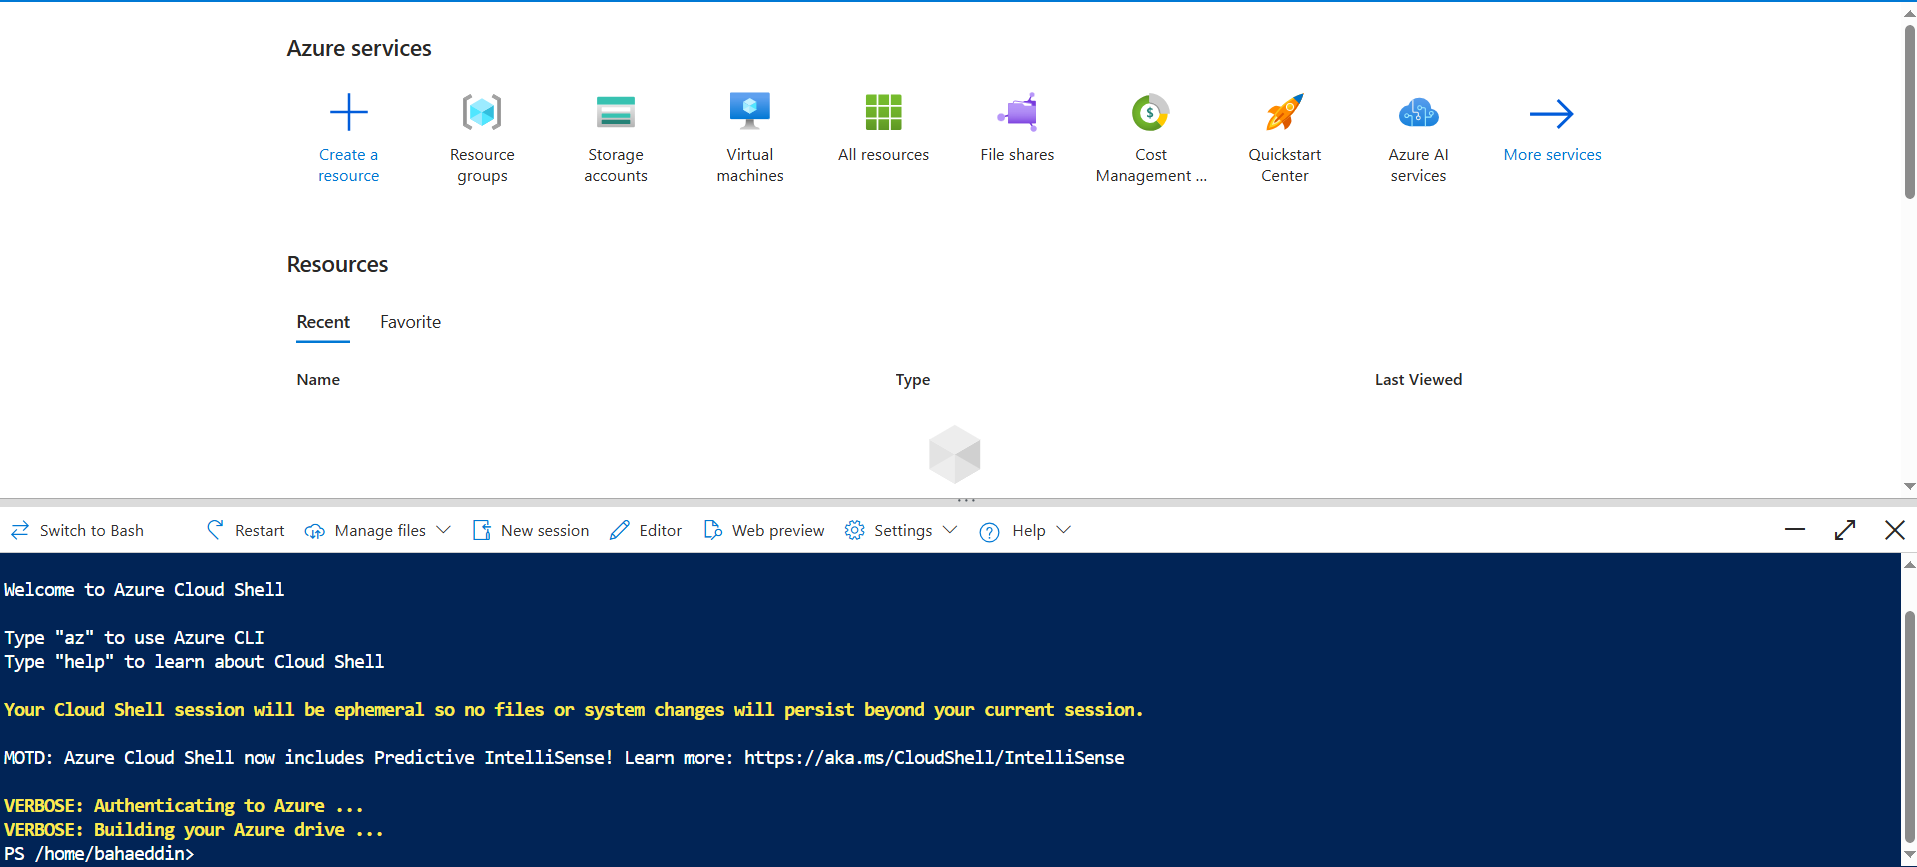 Azure services
Create a
resource
Resource
groups
Storage
accounts
Virtual
machines
All resources
File shares
Cost
Management ...
Quickstart
Center
Azure AI
services
More services
Resources
Recent Favorite
Name Type Last Viewed
Switch to Bash Restart Manage files New session Editor Web preview Settings Help
Welcome to Azure Cloud Shell
Type "az" to use Azure CLI
Type "help" to learn about Cloud Shell
Your Cloud Shell session will be ephemeral so no files or system changes will persist beyond your current session.
MOTD: Azure Cloud Shell now includes Predictive IntelliSense! Learn more: https://aka.ms/CloudShell/IntelliSense
VERBOSE: Authenticating to Azure ...
VERBOSE: Building your Azure drive ...
PS /home/bahaeddin>